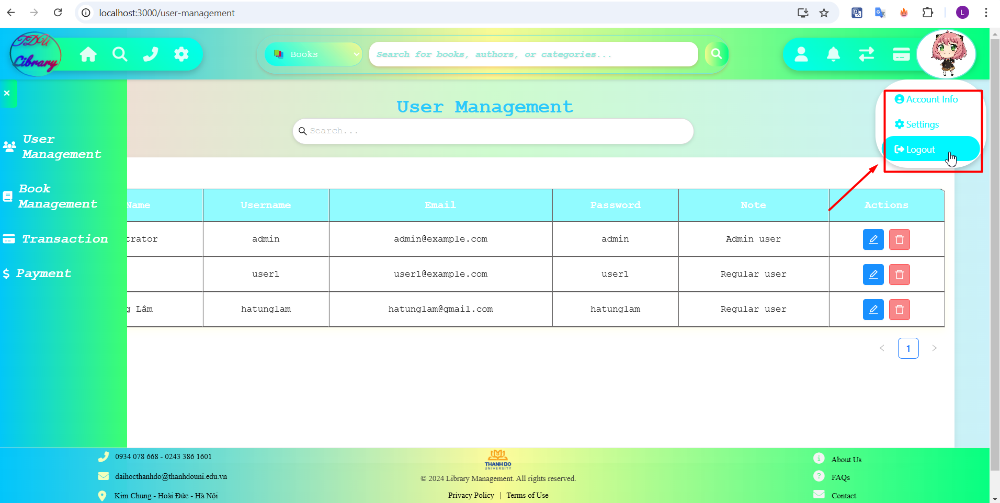 localhost:3000/user-management
L
TDU
Library
Books
Search for books, authors, or categories...
Account Info
Settings
Logout
User
Management
Book
Management
Transaction
Payment
User Management
Search...
Name Username Email Password Note Actions
trator admin admin@example.com admin Admin user
user1 user1@example.com user1 Regular user
g Lâm hatunglam hatunglam@gmail.com hatunglam Regular user
< 1 >
0934 078 668 - 0243 386 1601
daihocthanhdo@thanhdouni.edu.vn
Kim Chung - Hoài Đức - Hà Nội
THANH DO
UNIVERSITY
© 2024 Library Management. All rights reserved.
Privacy Policy | Terms of Use
About Us
FAQs
Contact